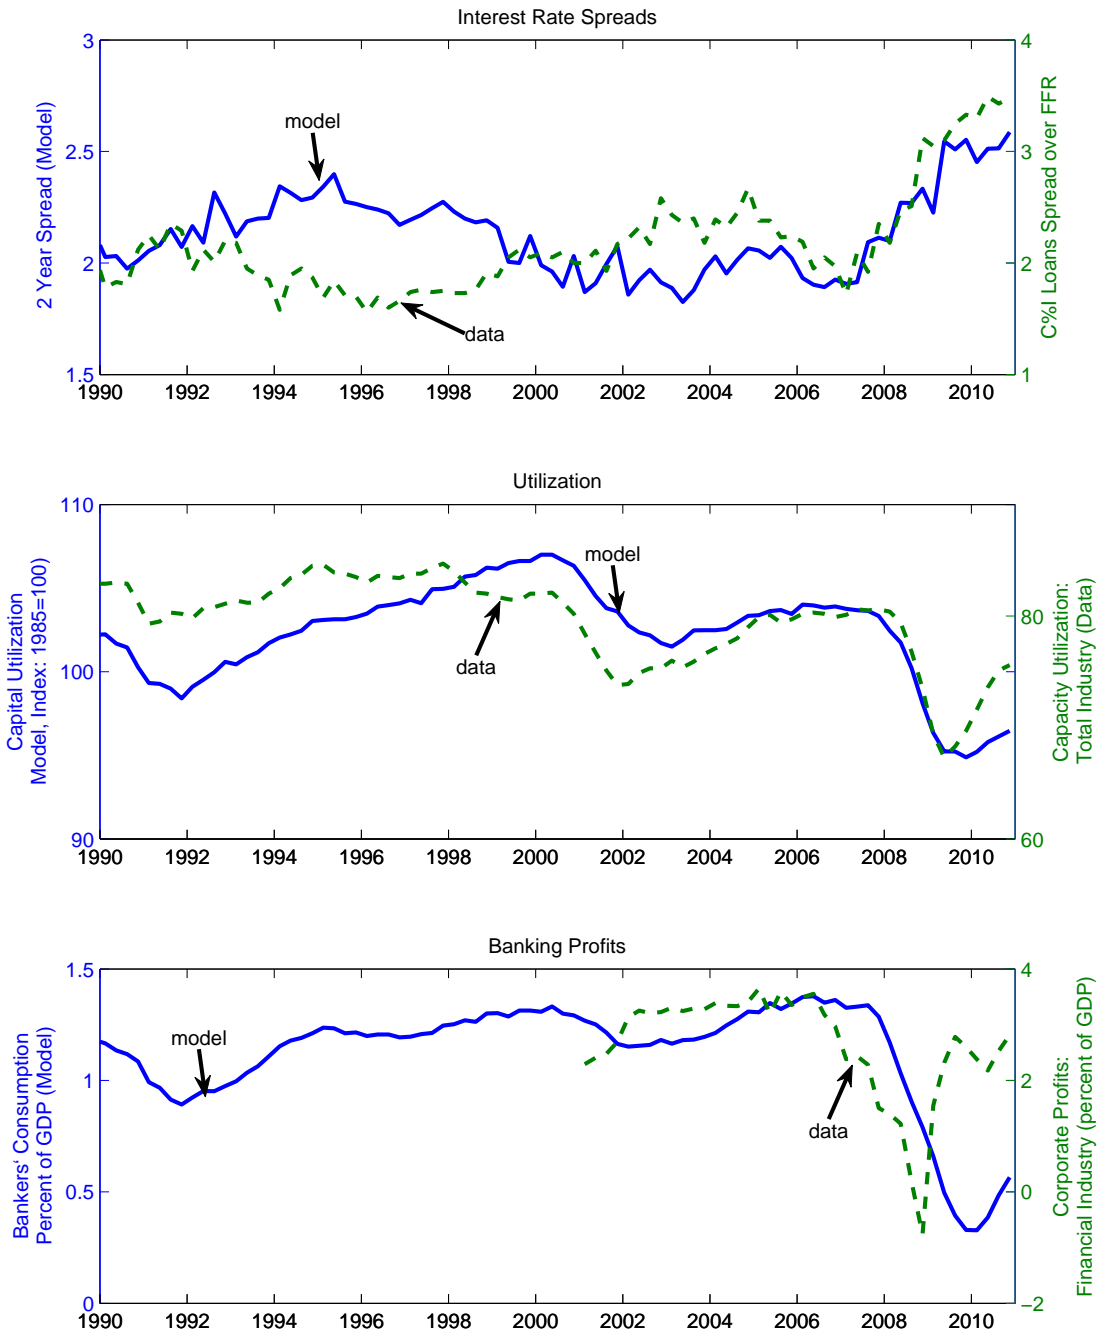 Interest Rate Spreads
3
2.5
2
1.5
2 Year Spread (Model)
4
3
2
1
C%I Loans Spread over FFR
model
data
1990 1992 1994 1996 1998 2000 2002 2004 2006 2008 2010
Utilization
110
100
90
Capital Utilization
Model, Index: 1985=100)
80
60
Capacity Utilization:
Total Industry (Data)
model
data
1990 1992 1994 1996 1998 2000 2002 2004 2006 2008 2010
Banking Profits
1.5
1
0.5
0
Bankers' Consumption
Percent of GDP (Model)
4
2
0
−2
Corporate Profits:
Financial Industry (percent of GDP)
model
data
1990 1992 1994 1996 1998 2000 2002 2004 2006 2008 2010